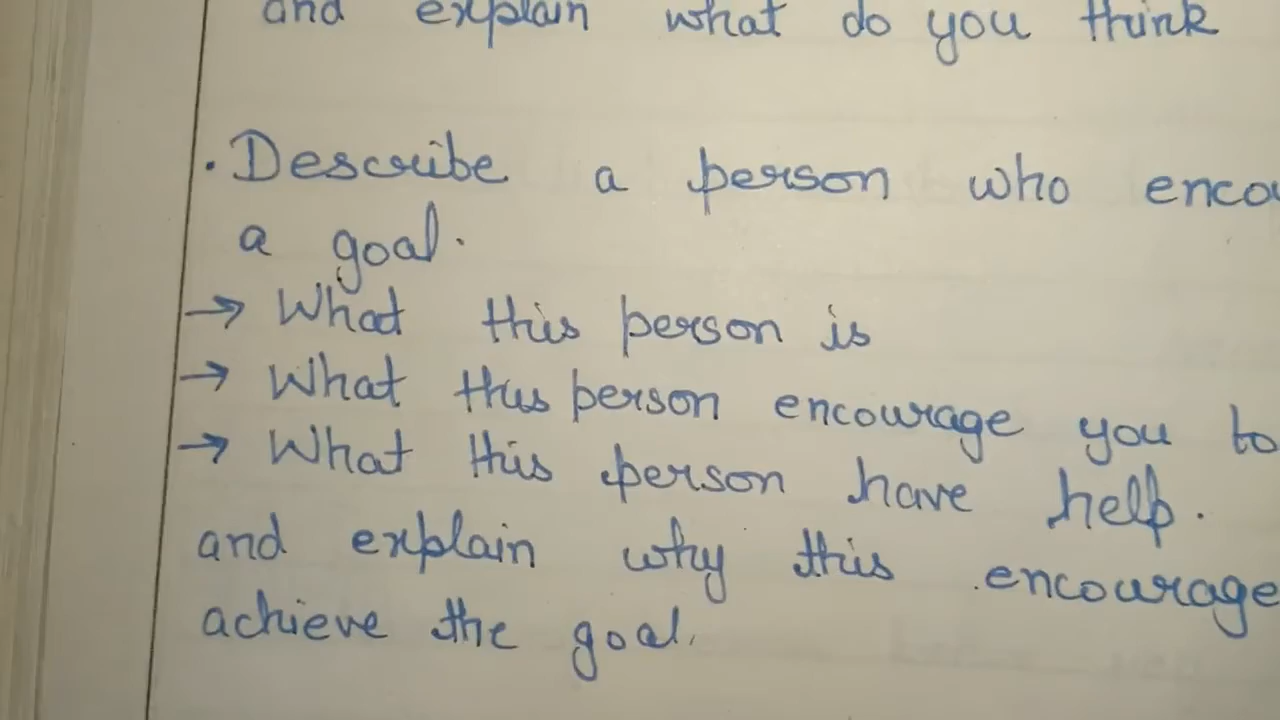 and explain what do you think
. Describe a person who enco
a goal.
→ What this person is
→ What this person encourage you to
→ What this person have help.
and explain why this encourage
achieve the goal.